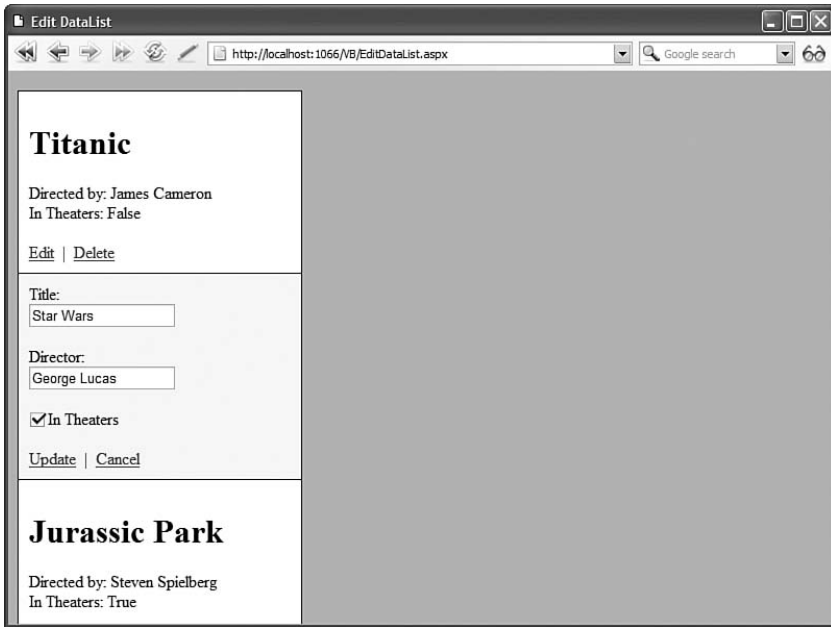 Edit DataList
http://localhost:1066/VB/EditDataList.aspx
Google search
Titanic
Directed by: James Cameron
In Theaters: False
Edit | Delete
Title:
Star Wars
Director:
George Lucas
In Theaters
Update | Cancel
Jurassic Park
Directed by: Steven Spielberg
In Theaters: True